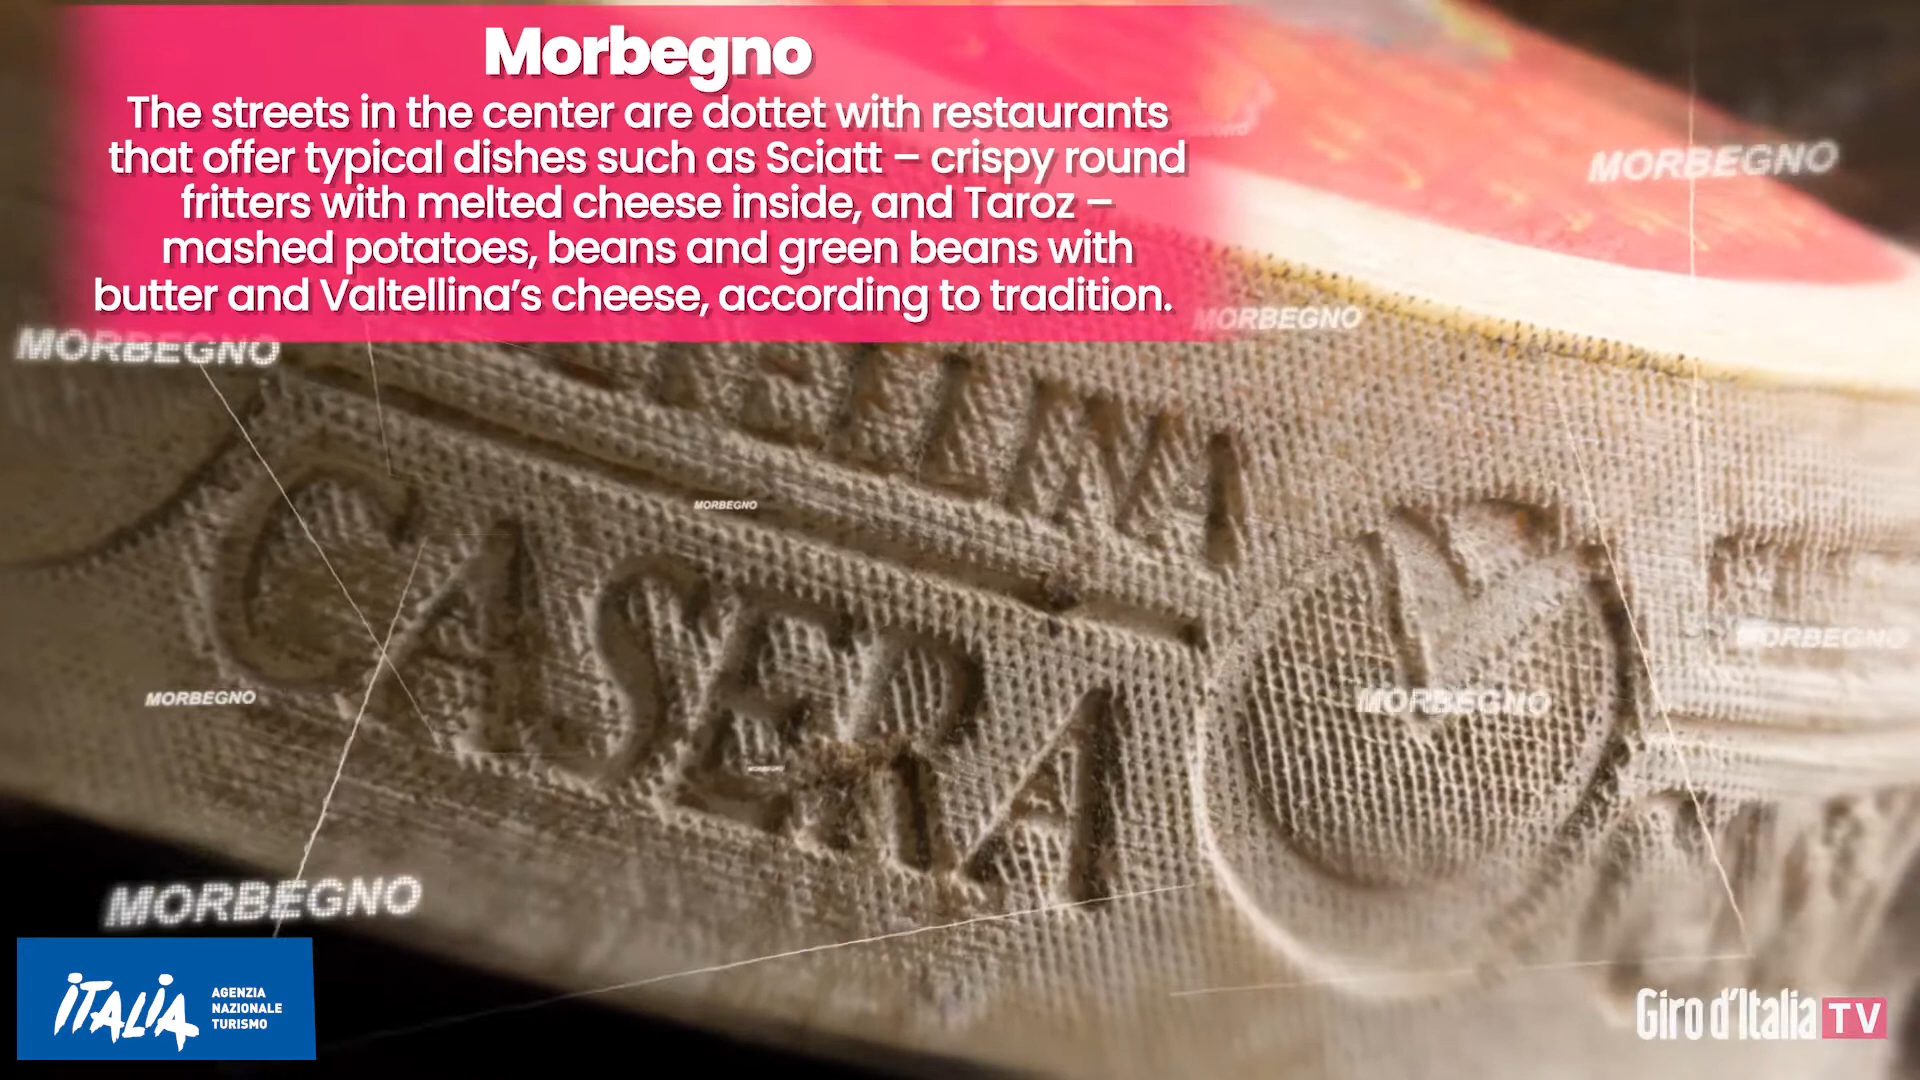 Morbegno
The streets in the center are dottet with restaurants
that offer typical dishes such as Sciatt – crispy round
fritters with melted cheese inside, and Taroz –
mashed potatoes, beans and green beans with
butter and Valtellina’s cheese, according to tradition.
MORBEGNO
MORBEGNO
MORBEGNO
MORBEGNO
CASERA
MORBEGNO
MORBEGNO
MORBEGNO
MORBEGNO
MORBEGNO
ITALIA
AGENZIA
NAZIONALE
TURISMO
Giro d'Italia TV